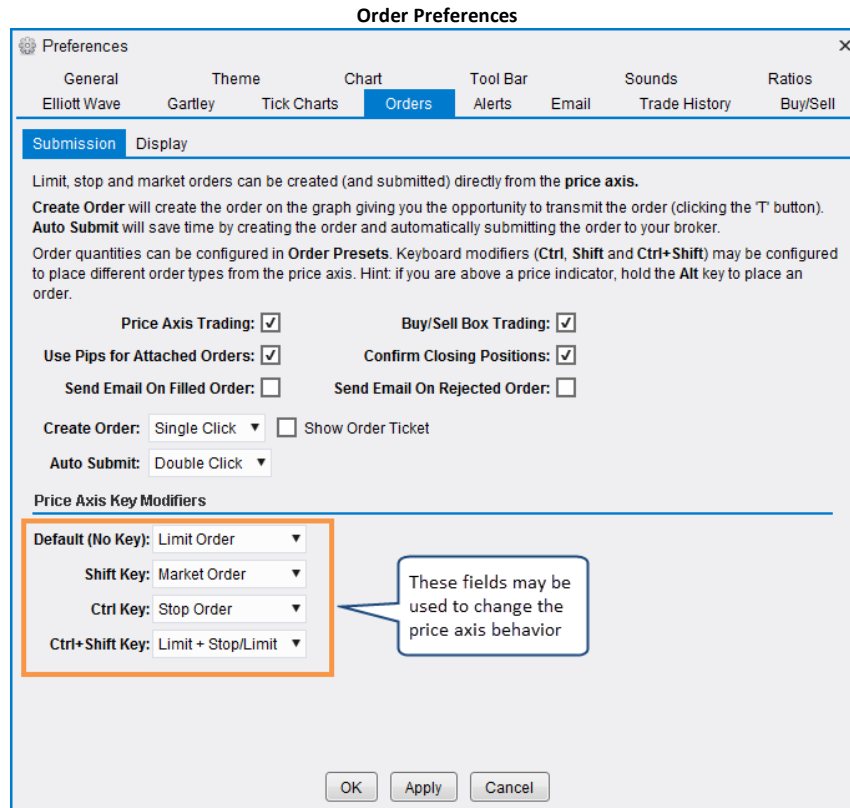 Order Preferences
Preferences
General Theme Chart Tool Bar Sounds Ratios
Elliott Wave Gartley Tick Charts Orders Alerts Email Trade History Buy/Sell
Submission Display
Limit, stop and market orders can be created (and submitted) directly from the price axis.
Create Order will create the order on the graph giving you the opportunity to transmit the order (clicking the 'T' button).
Auto Submit will save time by creating the order and automatically submitting the order to your broker.
Order quantities can be configured in Order Presets. Keyboard modifiers (Ctrl, Shift and Ctrl+Shift) may be configured
to place different order types from the price axis. Hint: if you are above a price indicator, hold the Alt key to place an
order.
Price Axis Trading: Buy/Sell Box Trading:
Use Pips for Attached Orders: Confirm Closing Positions:
Send Email On Filled Order: Send Email On Rejected Order:
Create Order: Single Click Show Order Ticket
Auto Submit: Double Click
Price Axis Key Modifiers
Default (No Key): Limit Order
Shift Key: Market Order
Ctrl Key: Stop Order
Ctrl+Shift Key: Limit + Stop/Limit
These fields may be
used to change the
price axis behavior
OK Apply Cancel